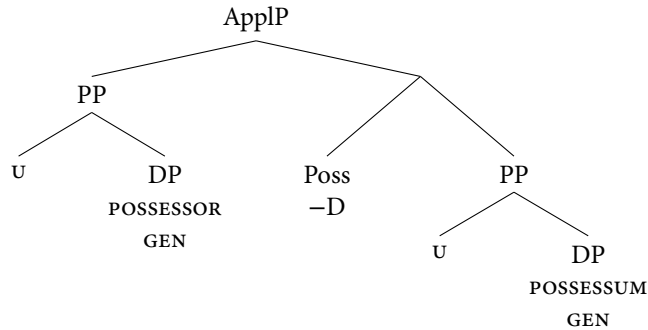 ApplP
PP
U DP Poss PP
POSSESSOR –D
GEN U DP
POSSESSUM
GEN